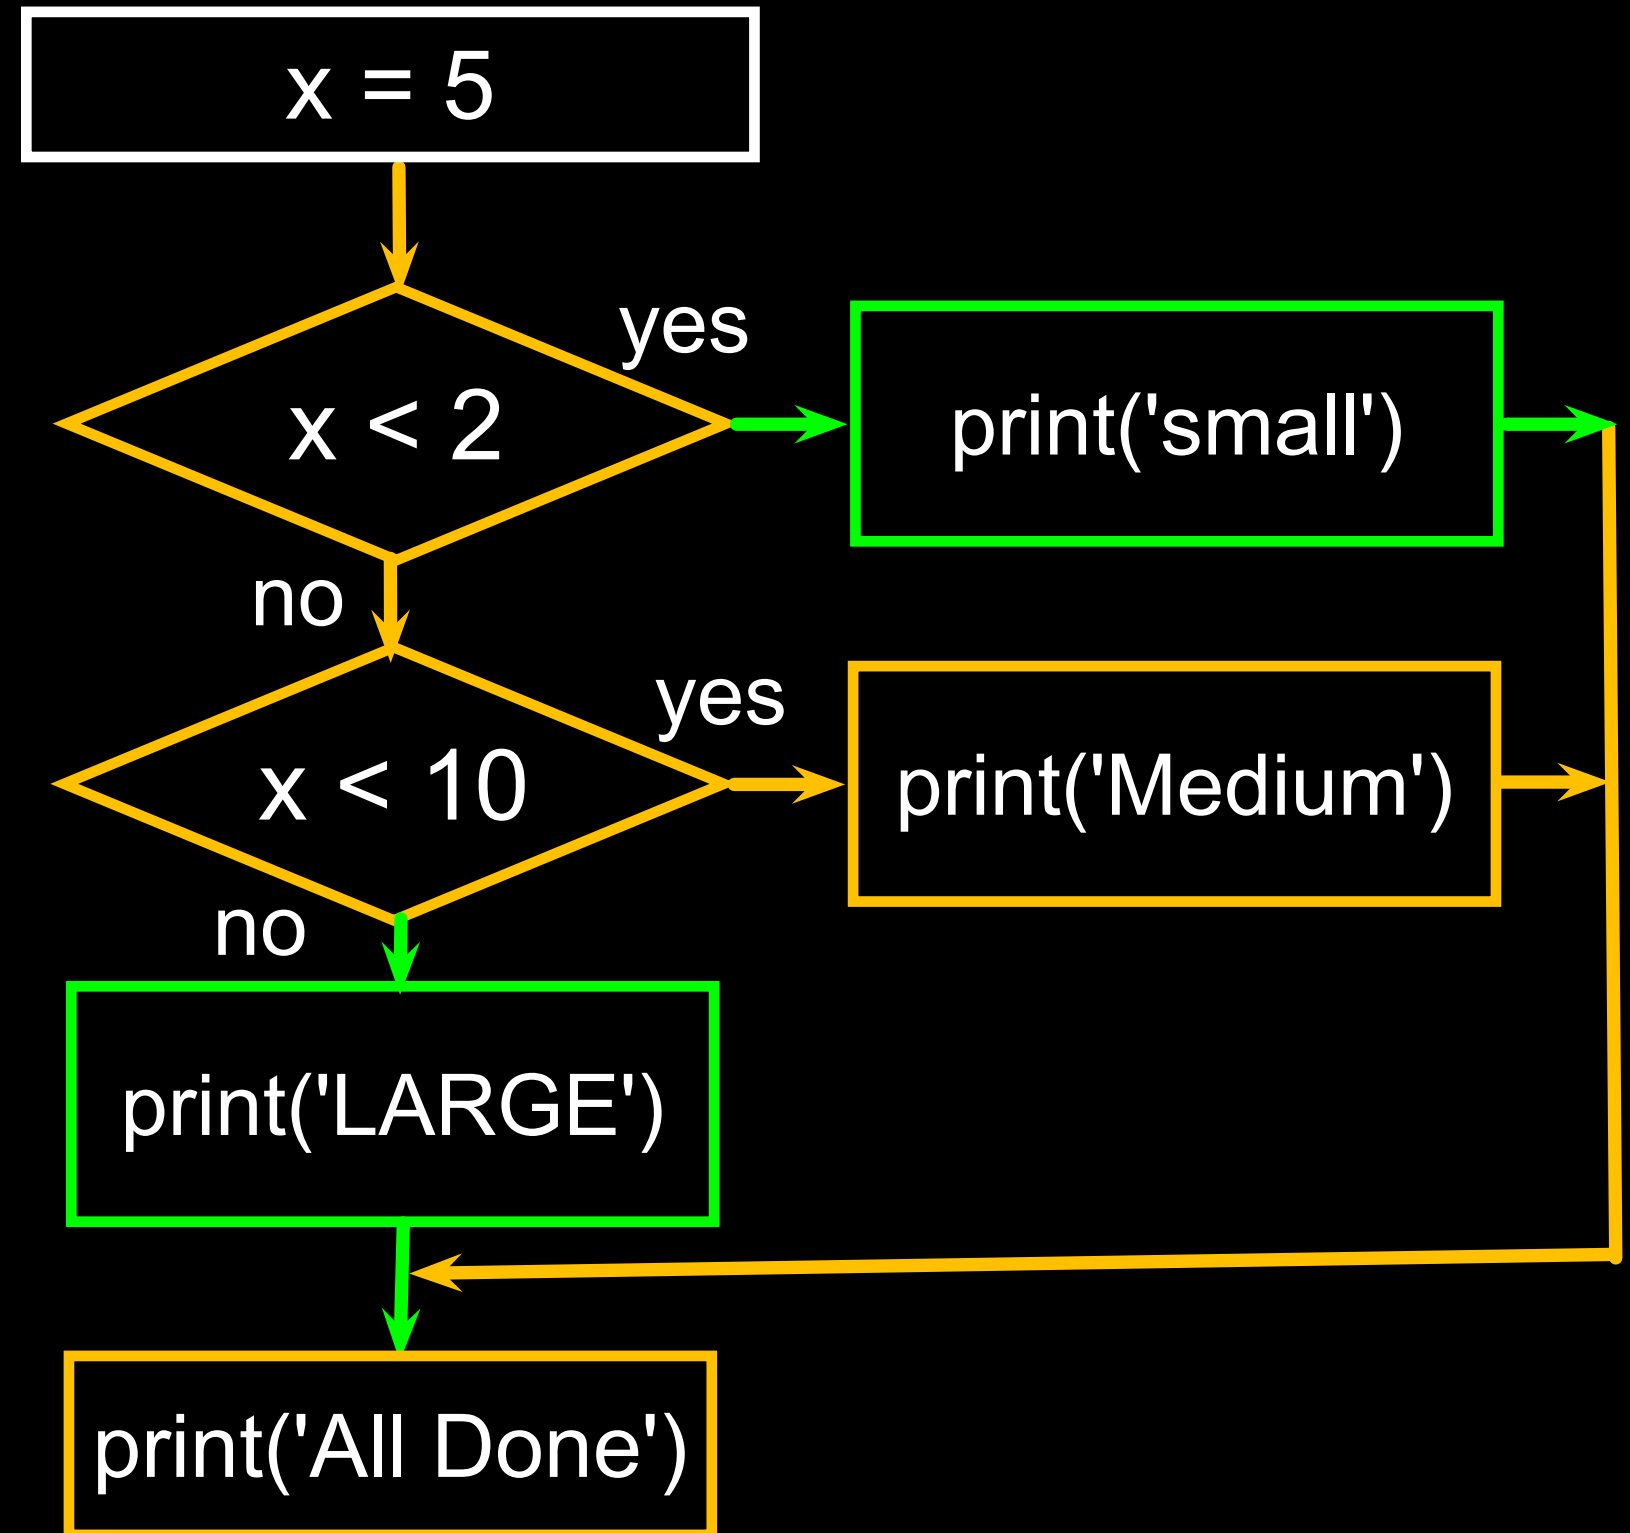 x = 5
yes
x < 2
print('small')
no
yes
x < 10
print('Medium')
no
print('LARGE')
print('All Done')